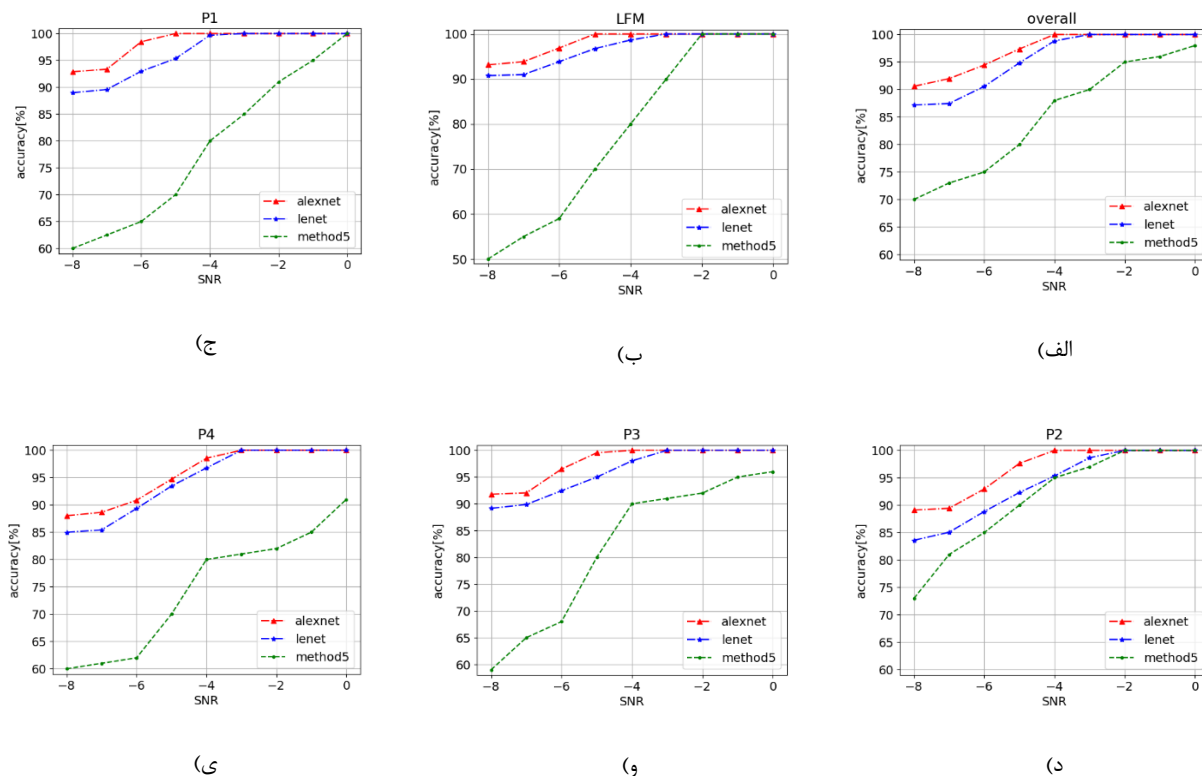 P1
accuracy[%]
100
95
90
85
80
75
70
65
60
−8
−6
−4
−2
0
SNR
alexnet
lenet
method5
ج)
LFM
accuracy[%]
100
90
80
70
60
50
−8
−6
−4
−2
0
SNR
alexnet
lenet
method5
ب)
overall
accuracy[%]
100
95
90
85
80
75
70
65
60
−8
−6
−4
−2
0
SNR
alexnet
lenet
method5
الف)
P4
accuracy[%]
100
95
90
85
80
75
70
65
60
−8
−6
−4
−2
0
SNR
alexnet
lenet
method5
ی)
P3
accuracy[%]
100
95
90
85
80
75
70
65
60
−8
−6
−4
−2
0
SNR
alexnet
lenet
method5
و)
P2
accuracy[%]
100
95
90
85
80
75
70
65
60
−8
−6
−4
−2
0
SNR
alexnet
lenet
method5
د)